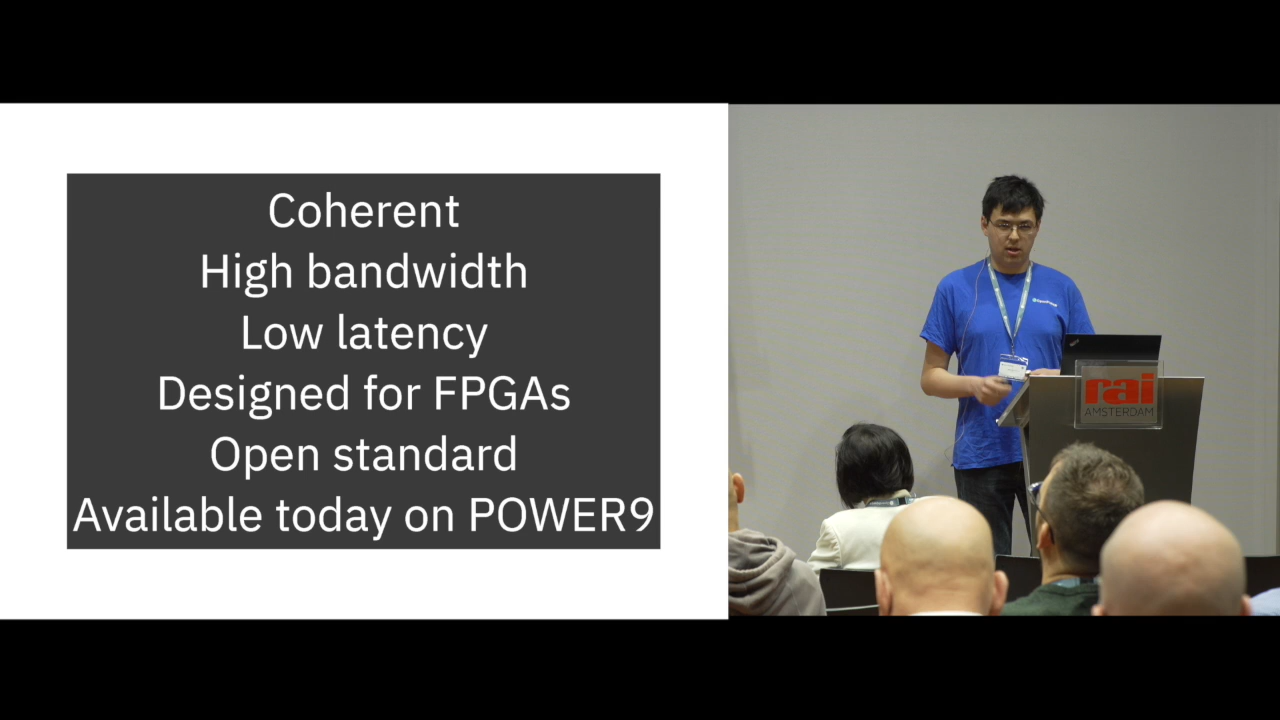 Coherent
High bandwidth
Low latency
Designed for FPGAs
Open standard
Available today on POWER9
rai
AMSTERDAM